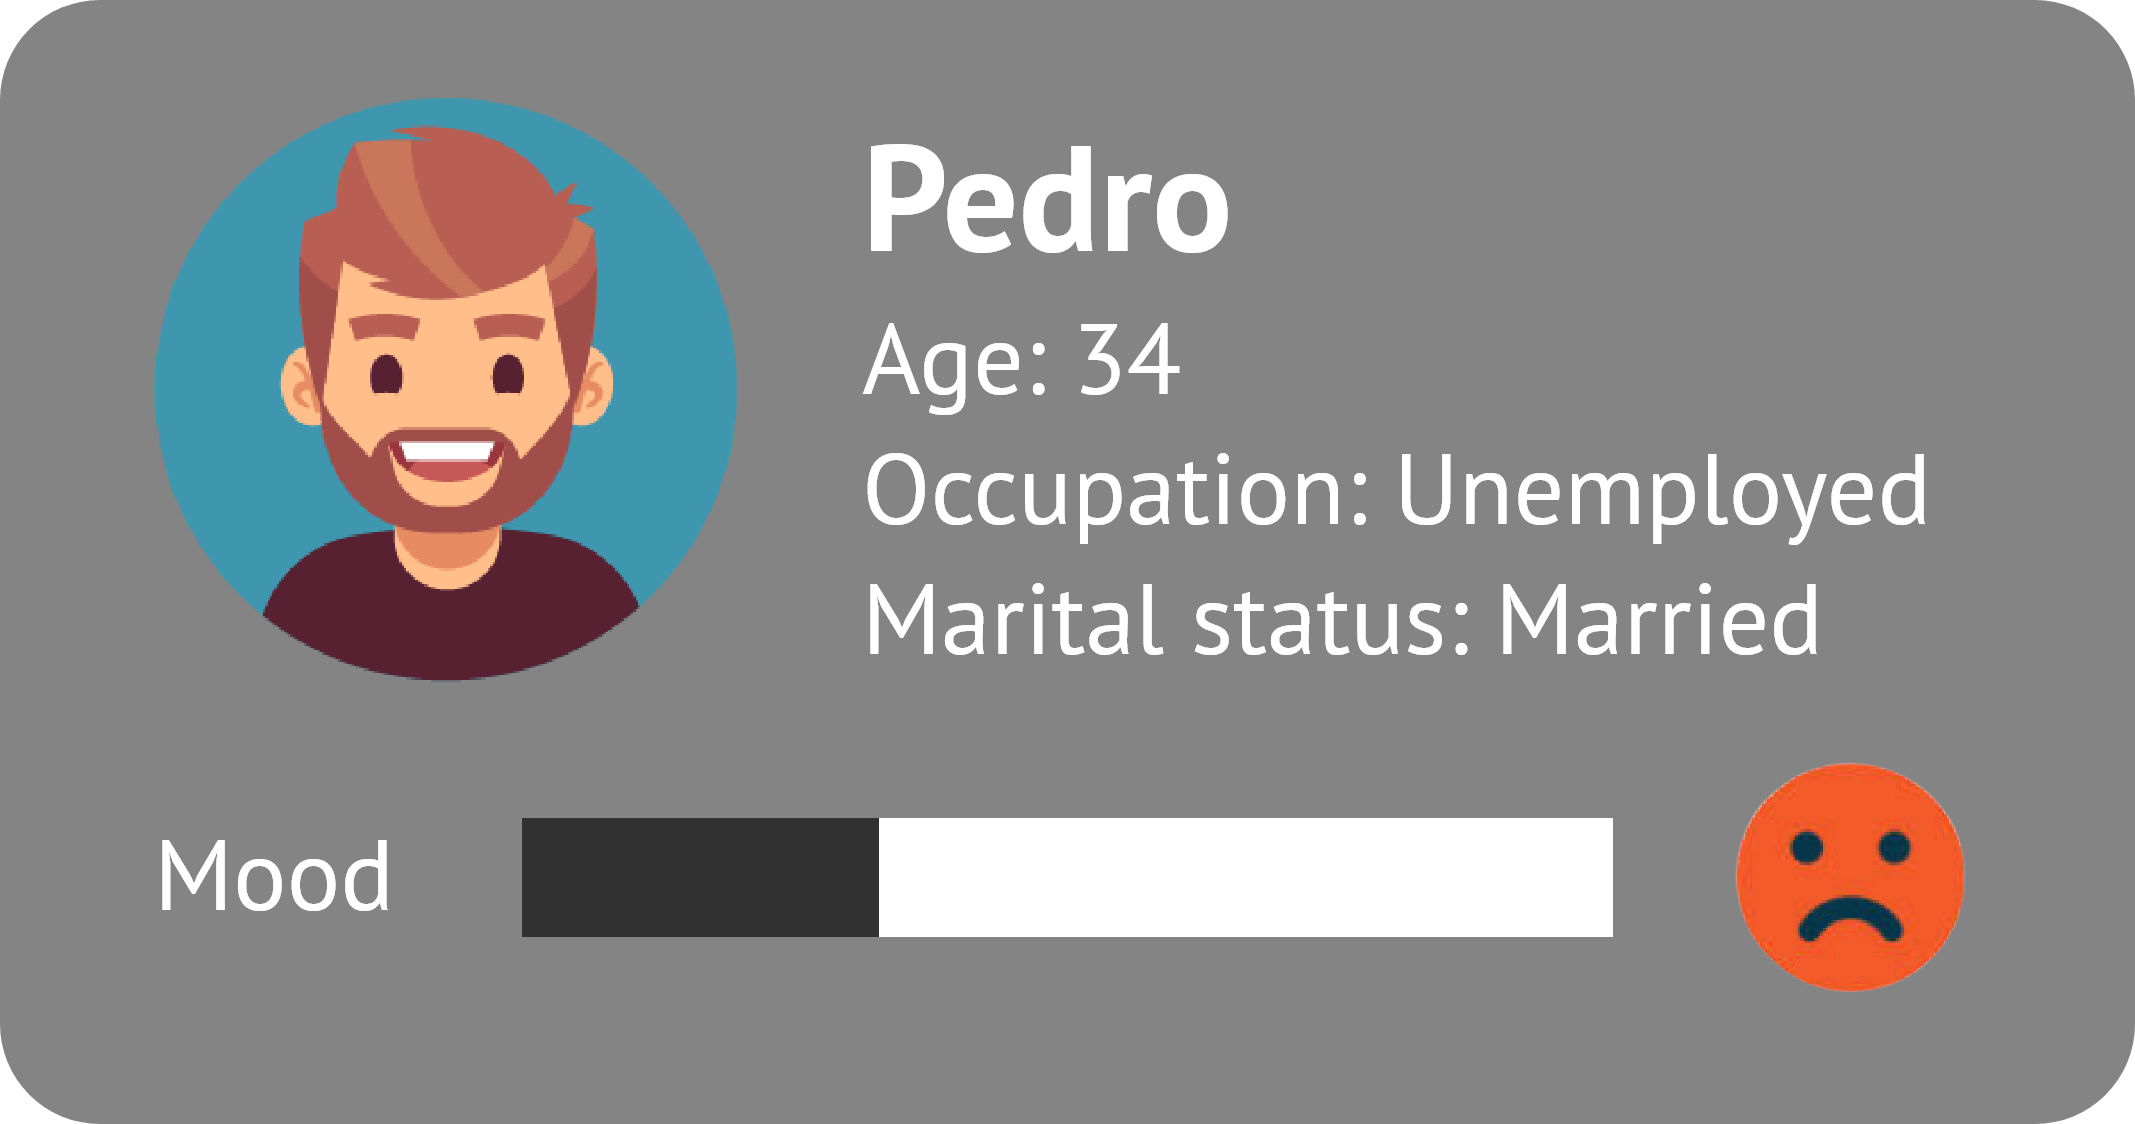 Pedro
Age: 34
Occupation: Unemployed
Marital status: Married
Mood